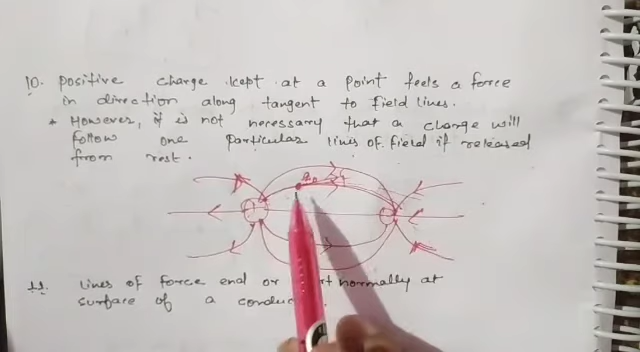 10. positive charge kept at a point feels a force
in direction along tangent to field lines.
* However, it is not necessarry that a charge will
follow one particular lines of field if released
from rest.
11. Lines of force end or normally at
surface of a